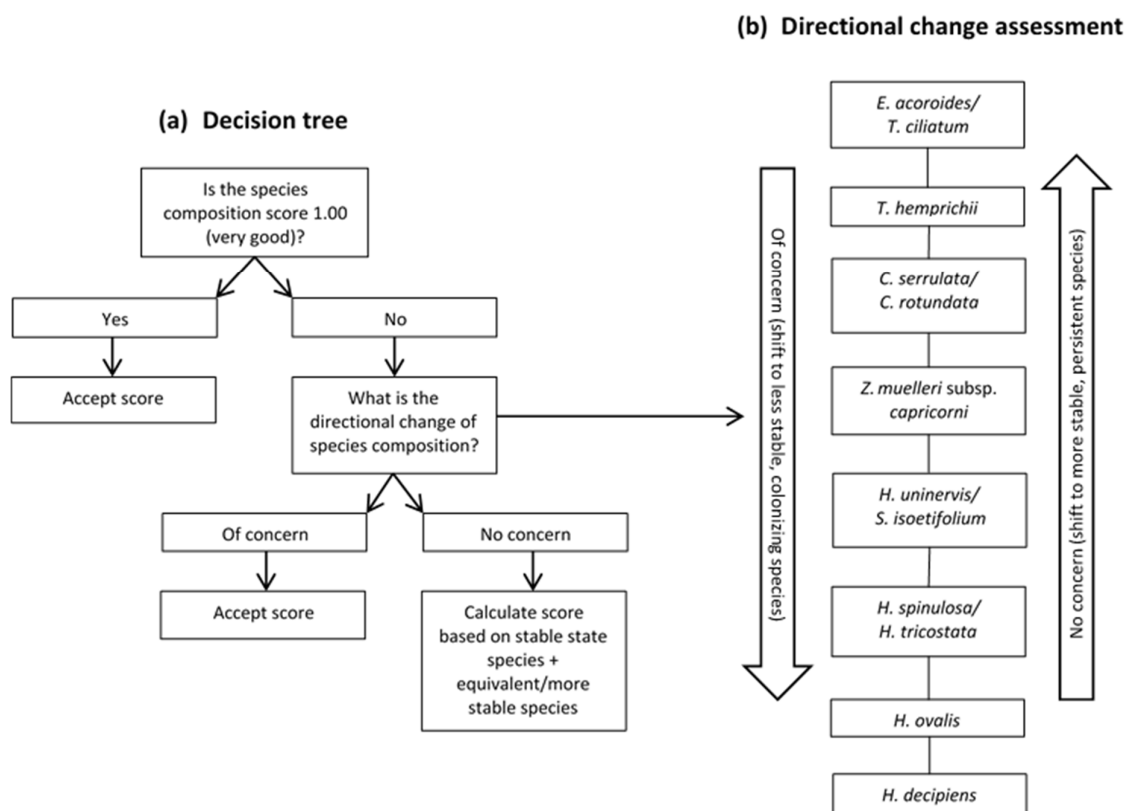 (b) Directional change assessment
(a) Decision tree
Is the species
composition score 1.00
(very good)?
Yes
No
Accept score
What is the
directional change of
species composition?
Of concern
No concern
Accept score
Calculate score
based on stable state
species +
equivalent/more
stable species
E. acoroides/
T. ciliatum
T. hemprichii
C. serrulata/
C. rotundata
Z. muelleri subsp.
capricorni
H. uninervis/
S. isoetifolium
H. spinulosa/
H. tricostata
H. ovalis
H. decipiens
Of concern (shift to less stable, colonizing species)
No concern (shift to more stable, persistent species)